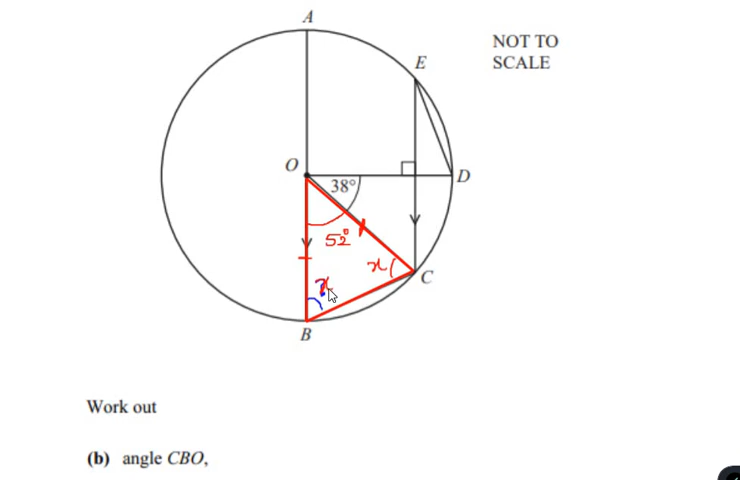 A
NOT TO
SCALE
E
O
38°
D
52°
x
C
x
B
Work out
(b) angle CBO,